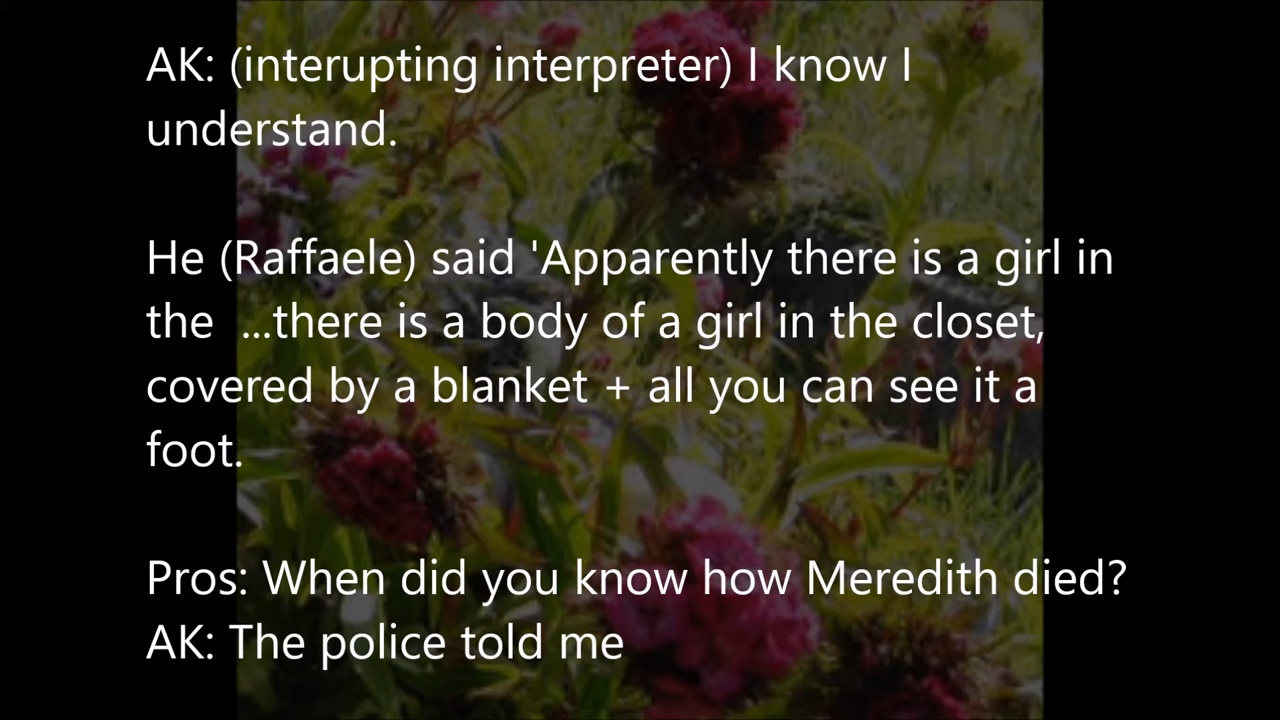 AK: (interupting interpreter) I know I
understand.
He (Raffaele) said 'Apparently there is a girl in
the ...there is a body of a girl in the closet,
covered by a blanket + all you can see it a
foot.
Pros: When did you know how Meredith died?
AK: The police told me